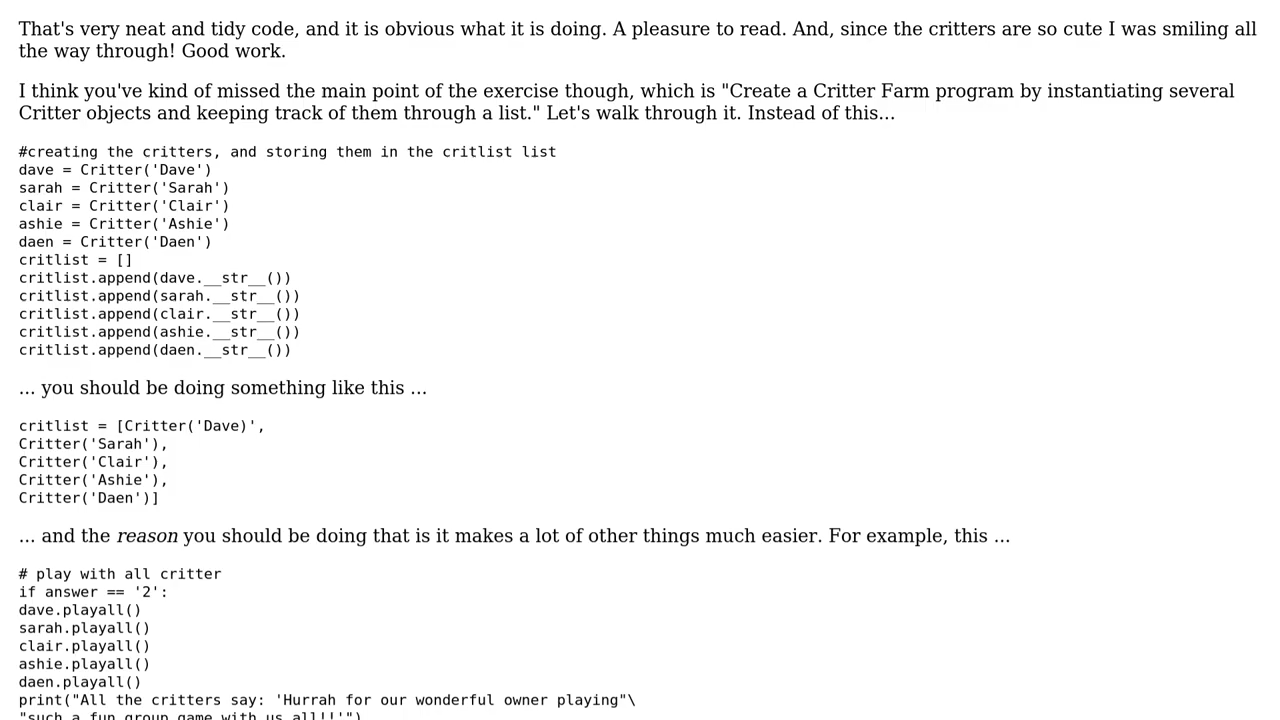 That's very neat and tidy code, and it is obvious what it is doing. A pleasure to read. And, since the critters are so cute I was smiling all
the way through! Good work.
I think you've kind of missed the main point of the exercise though, which is "Create a Critter Farm program by instantiating several
Critter objects and keeping track of them through a list." Let's walk through it. Instead of this...
#creating the critters, and storing them in the critlist list
dave = Critter('Dave')
sarah = Critter('Sarah')
clair = Critter('Clair')
ashie = Critter('Ashie')
daen = Critter('Daen')
critlist = []
critlist.append(dave.__str__())
critlist.append(sarah.__str__())
critlist.append(clair.__str__())
critlist.append(ashie.__str__())
critlist.append(daen.__str__())
... you should be doing something like this ...
critlist = [Critter('Dave)',
Critter('Sarah'),
Critter('Clair'),
Critter('Ashie'),
Critter('Daen')]
... and the reason you should be doing that is it makes a lot of other things much easier. For example, this ...
# play with all critter
if answer == '2':
dave.playall()
sarah.playall()
clair.playall()
ashie.playall()
daen.playall()
print("All the critters say: 'Hurrah for our wonderful owner playing"\
"such a fun group game with us all!!'")